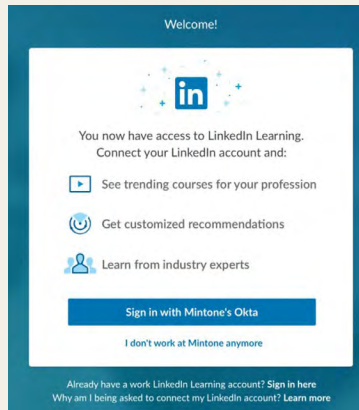 Welcome!
in
You now have access to LinkedIn Learning.
Connect your LinkedIn account and:
See trending courses for your profession
Get customized recommendations
Learn from industry experts
Sign in with Mintone's Okta
I don't work at Mintone anymore
Already have a work LinkedIn Learning account? Sign in here
Why am I being asked to connect my LinkedIn account? Learn more